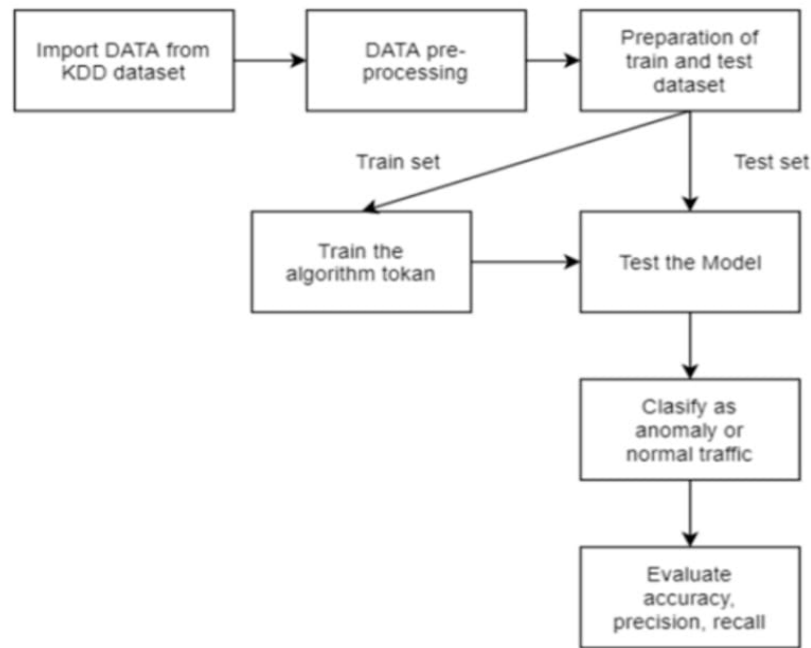 Import DATA from
KDD dataset
DATA pre-
processing
Preparation of
train and test
dataset
Train set
Test set
Train the
algorithm tokan
Test the Model
Clasify as
anomaly or
normal traffic
Evaluate
accuracy,
precision, recall